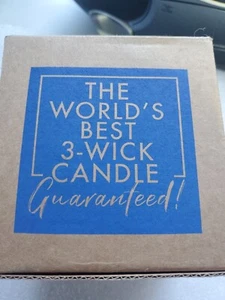 THE
WORLD'S
BEST
3-WICK
CANDLE
Guaranteed!